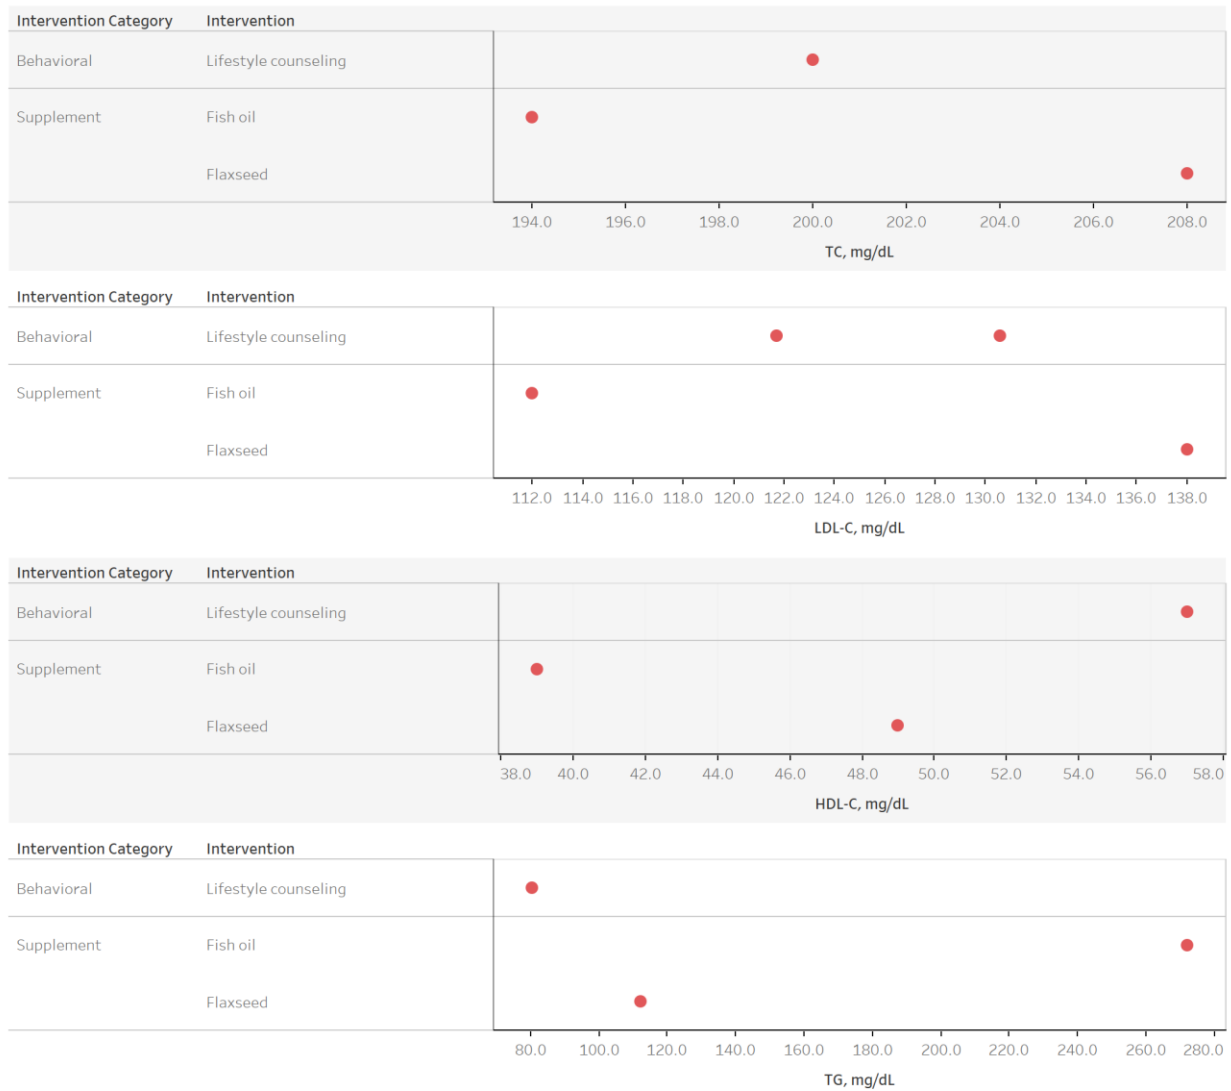 Intervention Category Intervention
Behavioral Lifestyle counseling
Supplement Fish oil
Flaxseed
194.0 196.0 198.0 200.0 202.0 204.0 206.0 208.0
TC, mg/dL
Intervention Category Intervention
Behavioral Lifestyle counseling
Supplement Fish oil
Flaxseed
112.0 114.0 116.0 118.0 120.0 122.0 124.0 126.0 128.0 130.0 132.0 134.0 136.0 138.0
LDL-C, mg/dL
Intervention Category Intervention
Behavioral Lifestyle counseling
Supplement Fish oil
Flaxseed
38.0 40.0 42.0 44.0 46.0 48.0 50.0 52.0 54.0 56.0 58.0
HDL-C, mg/dL
Intervention Category Intervention
Behavioral Lifestyle counseling
Supplement Fish oil
Flaxseed
80.0 100.0 120.0 140.0 160.0 180.0 200.0 220.0 240.0 260.0 280.0
TG, mg/dL